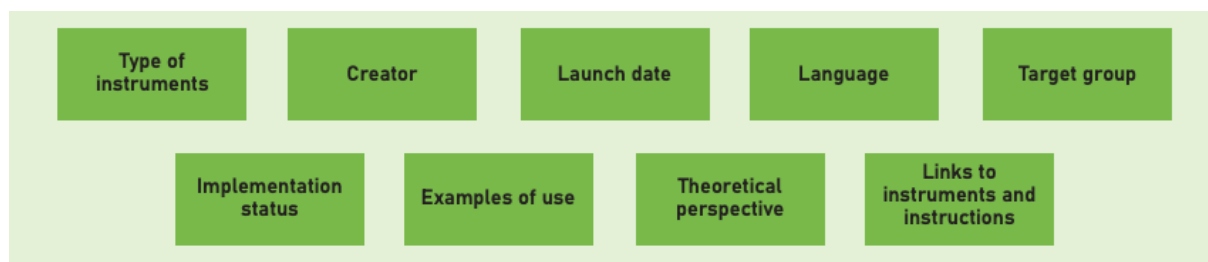 Type of
instruments
Creator
Launch date
Language
Target group
Implementation
status
Examples of use
Theoretical
perspective
Links to
instruments and
instructions